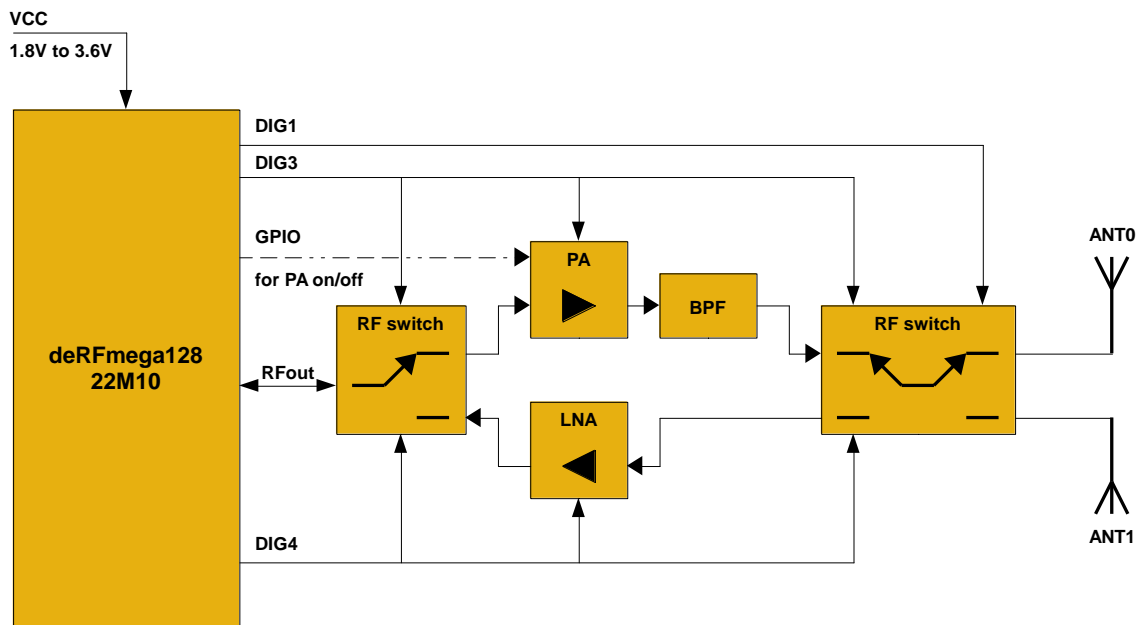 VCC
1.8V to 3.6V
DIG1
DIG3
GPIO
for PA on/off
PA
BPF
ANT0
RF switch
RF switch
deRFmega128
22M10
RFout
LNA
DIG4
ANT1